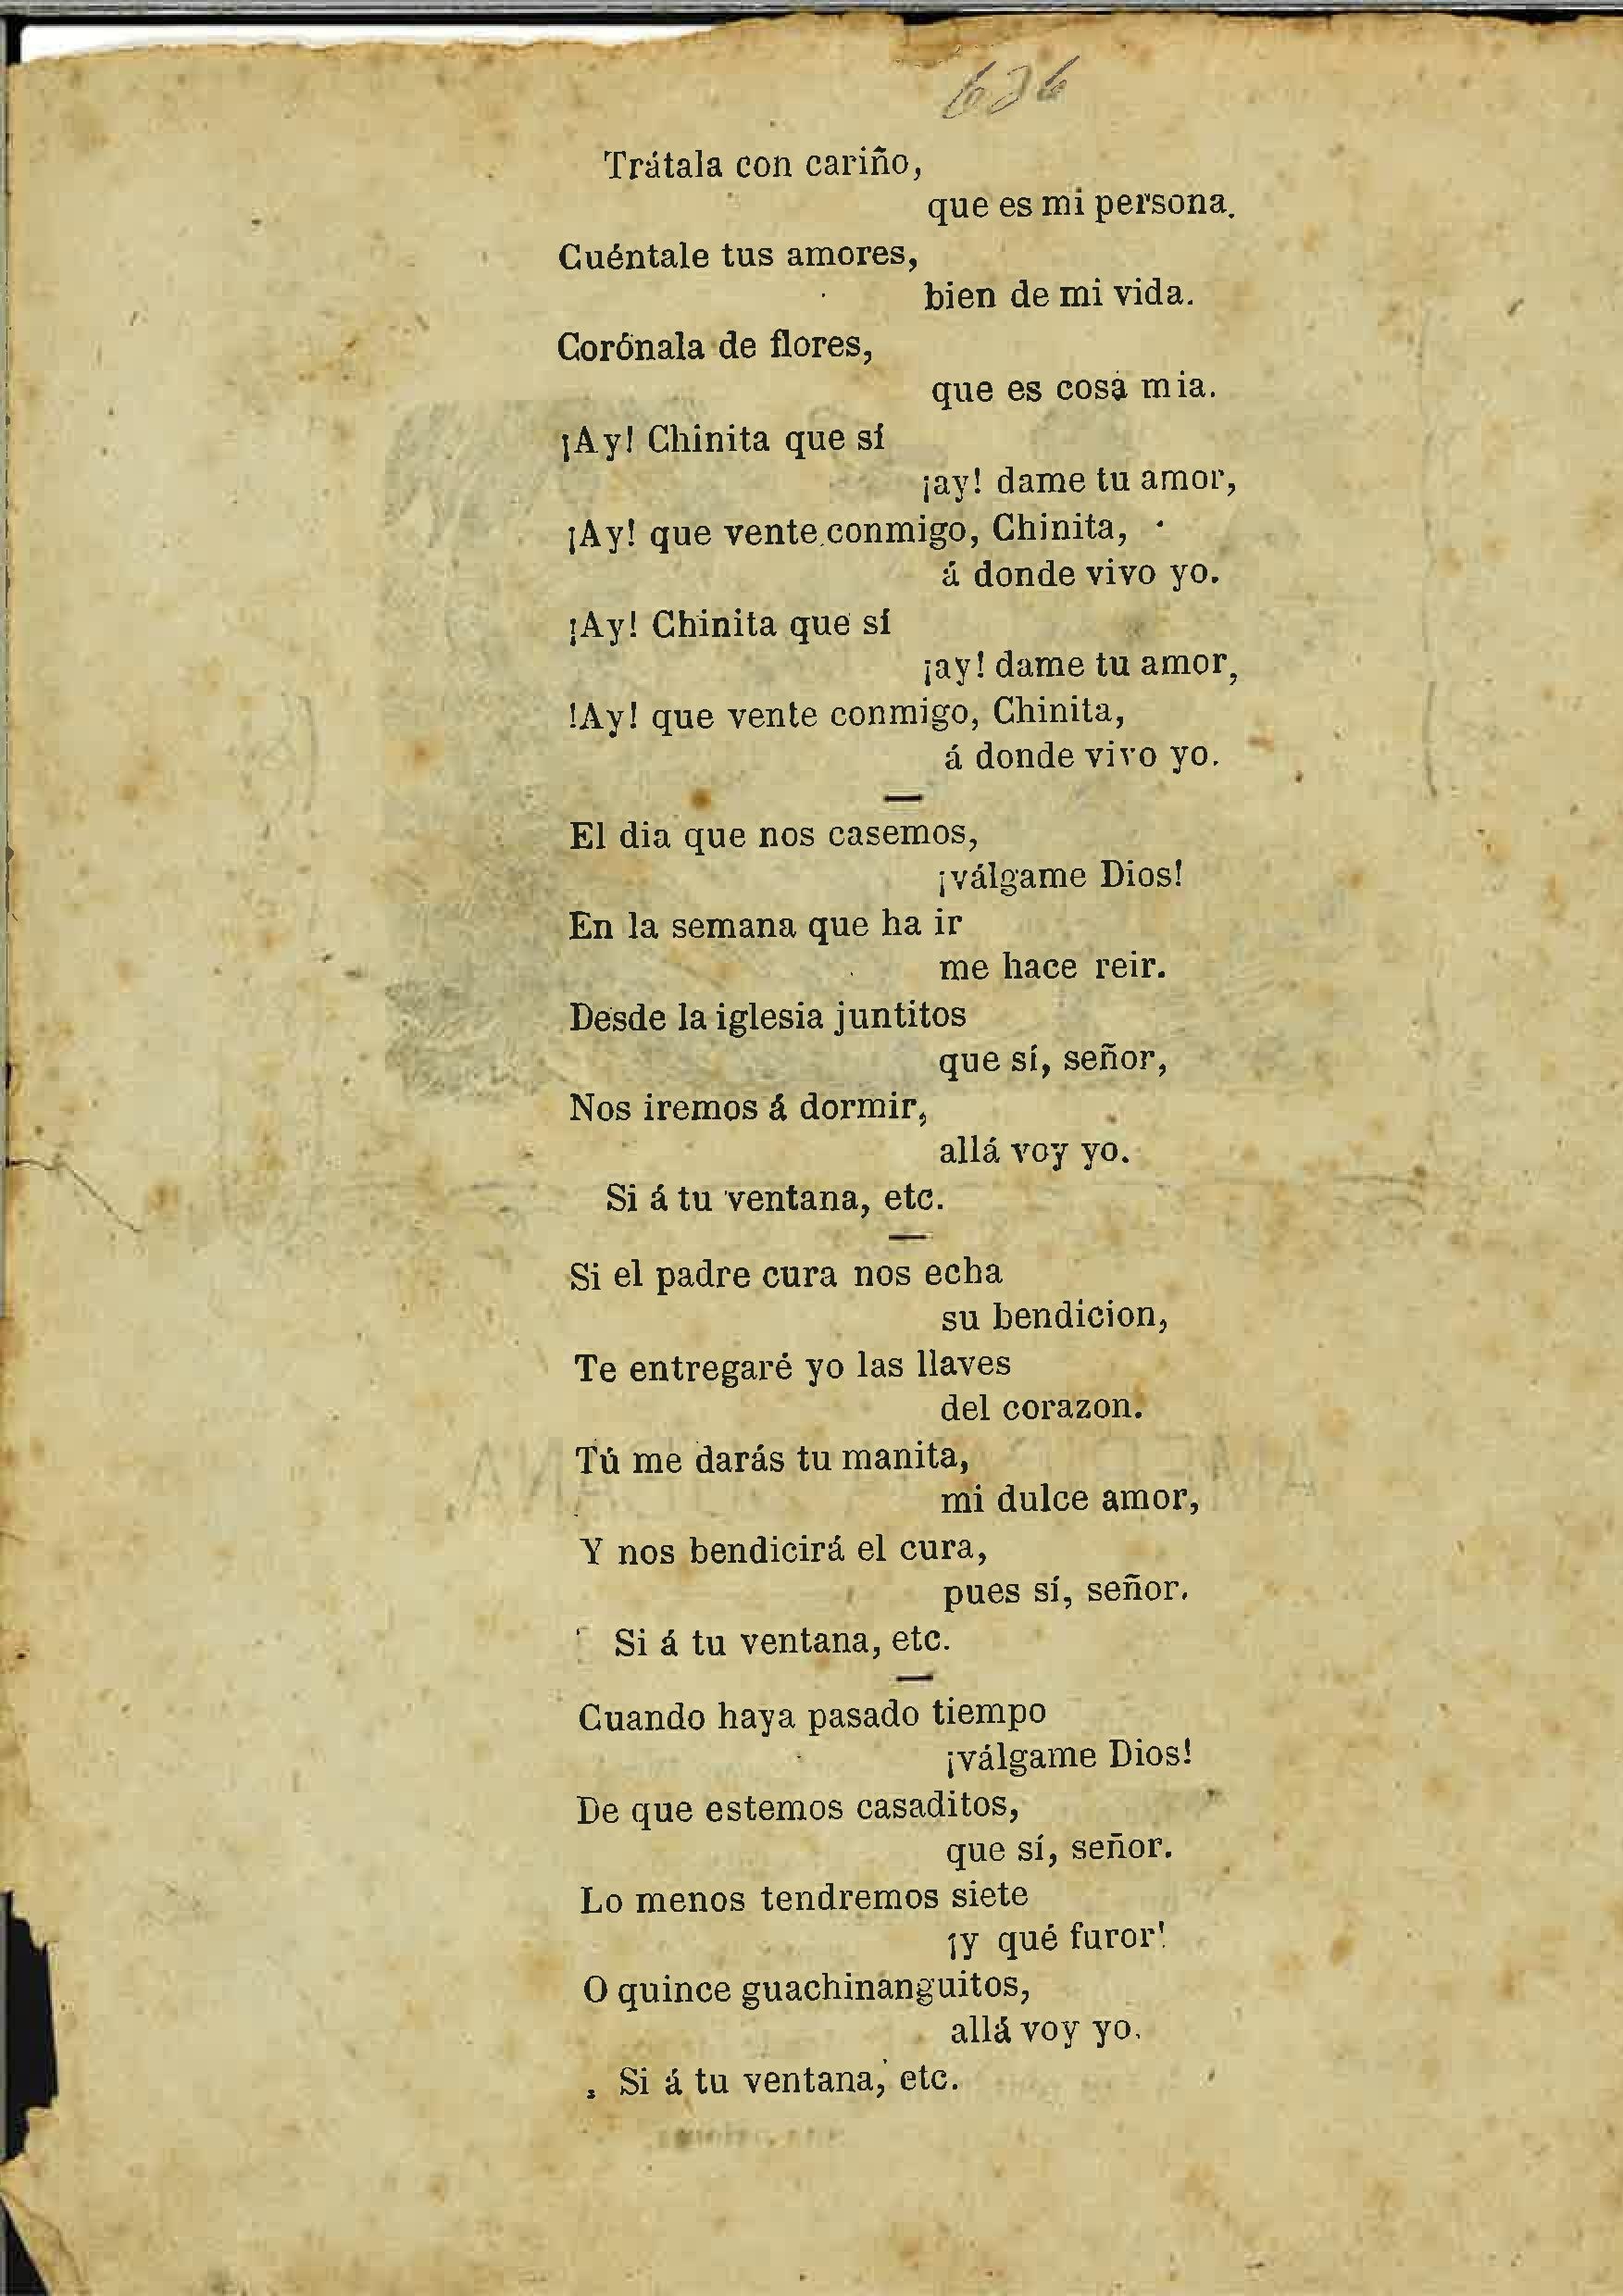 636
Trátala con cariño,
que es mi persona.
Cuéntale tus amores,
bien de mi vida.
Corónala de flores,
que es cosa mia.
¡Ay! Chinita que sí
¡ay! dame tu amor,
¡Ay! que vente conmigo, Chinita,
á donde vivo yo.
¡Ay! Chinita que sí
¡ay! dame tu amor,
!Ay! que vente conmigo, Chinita,
á donde vivo yo.
—
El dia que nos casemos,
¡válgame Dios!
En la semana que ha ir
me hace reir.
Desde la iglesia juntitos
que sí, señor,
Nos iremos á dormir,
allá voy yo.
Si á tu ventana, etc.
—
Si el padre cura nos echa
su bendicion,
Te entregaré yo las llaves
del corazon.
Tú me darás tu manita,
mi dulce amor,
Y nos bendicirá el cura,
pues sí, señor.
Si á tu ventana, etc.
—
Cuando haya pasado tiempo
¡válgame Dios!
De que estemos casaditos,
que sí, señor.
Lo menos tendremos siete
¡y qué furor!
O quince guachinanguitos,
allá voy yo.
Si á tu ventana, etc.